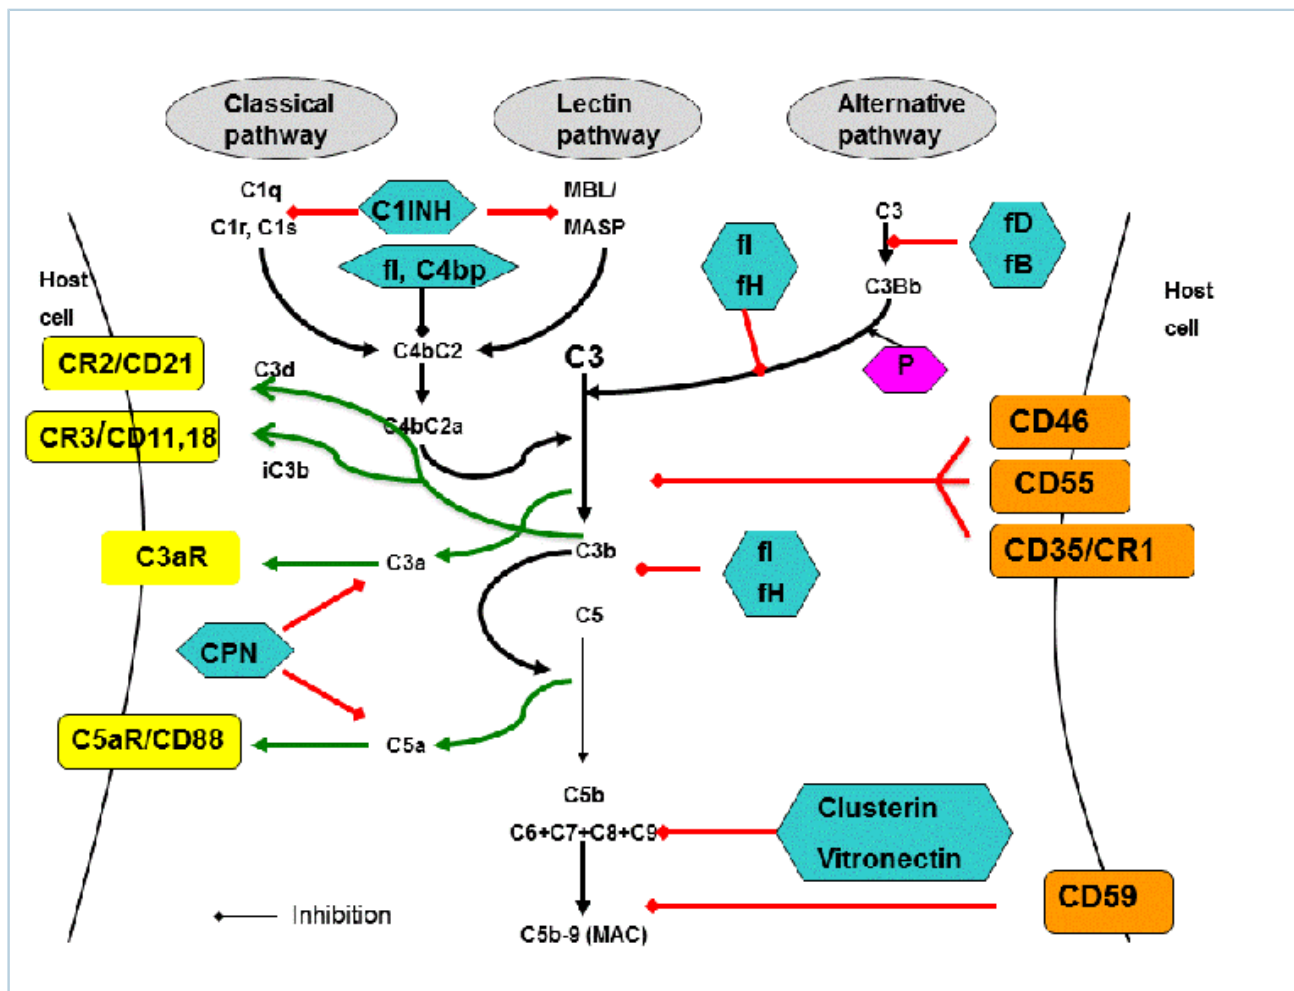 Classical
pathway
Lectin
pathway
Alternative
pathway
C1q
C1r, C1s
C1INH
MBL/
MASP
fI, C4bp
C3
fD
fB
fI
fH
C3Bb
Host
cell
Host
cell
CR2/CD21
C3d
C4bC2
C3
P
CR3/CD11,18
C4bC2a
iC3b
CD46
CD55
CD35/CR1
C3aR
C3a
C3b
fI
fH
C5
CPN
C5aR/CD88
C5a
C5b
C6+C7+C8+C9
Clusterin
Vitronectin
CD59
Inhibition
C5b-9 (MAC)